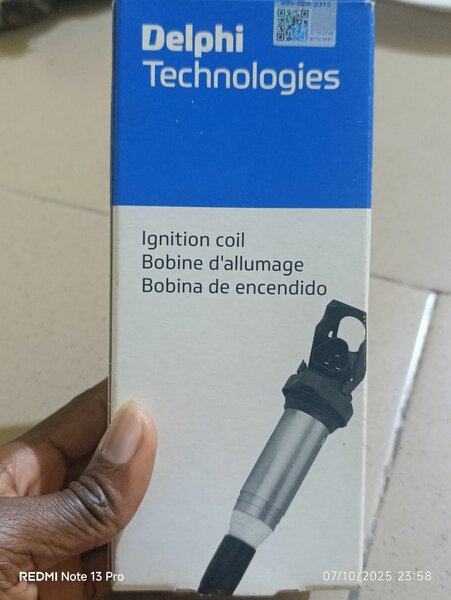 Delphi
Technologies
Ignition coil
Bobine d'allumage
Bobina de encendido
REDMI Note 13 Pro
07/10/2025 23:58